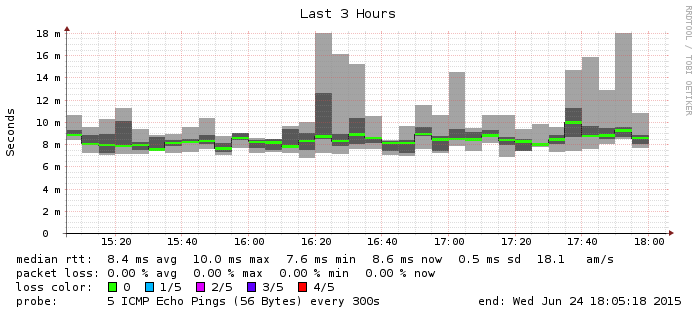 Last 3 Hours
RRDTOOL / TOBI OETIKER
Seconds
18 m
16 m
14 m
12 m
10 m
8 m
6 m
4 m
2 m
0
15:20 15:40 16:00 16:20 16:40 17:00 17:20 17:40 18:00
median rtt: 8.4 ms avg 10.0 ms max 7.6 ms min 8.6 ms now 0.5 ms sd 18.1 am/s
packet loss: 0.00 % avg 0.00 % max 0.00 % min 0.00 % now
loss color: 0 1/5 2/5 3/5 4/5
probe: 5 ICMP Echo Pings (56 Bytes) every 300s end: Wed Jun 24 18:05:18 2015